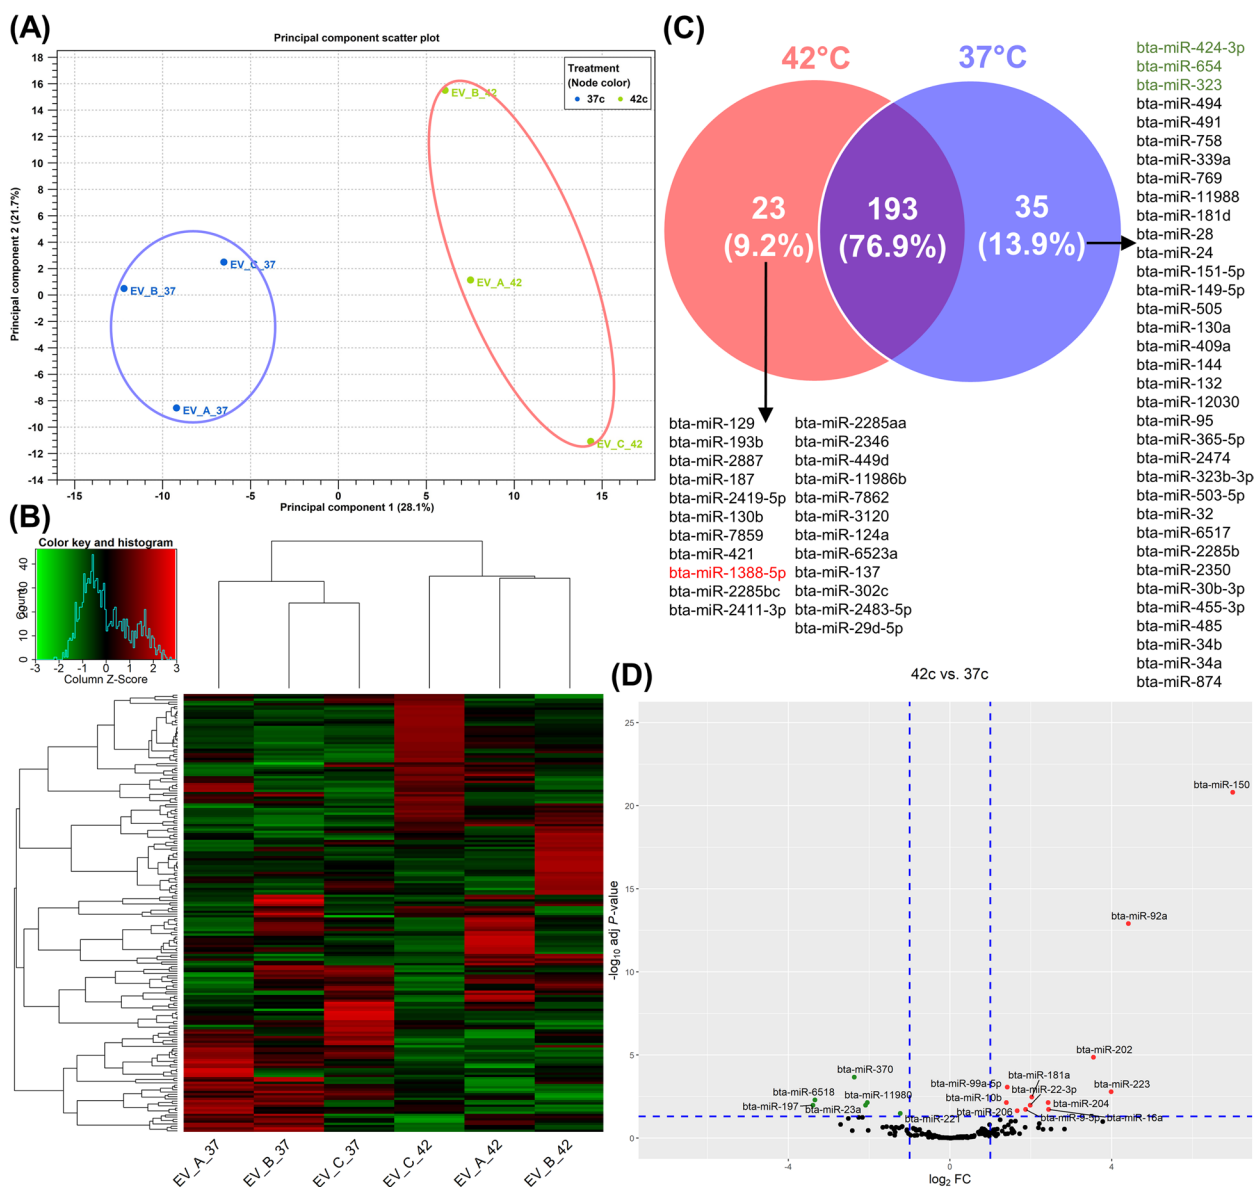 (A)
Principal component scatter plot
Treatment
(Node color)
37c 42c
18
16
14
12
10
8
6
4
2
0
-2
-4
-6
-8
-10
-12
-14
Principal component 2 (21.7%)
EV_B_42
EV_C_37
EV_B_37
EV_A_42
EV_A_37
EV_C_42
-15 -10 -5 0 5 10 15
Principal component 1 (28.1%)
(B)
Color key and histogram
Count
0 10 20 30 40
-3 -2 -1 0 1 2 3
Column Z-Score
EV_A_37
EV_B_37
EV_C_37
EV_C_42
EV_A_42
EV_B_42
(C)
42°C
37°C
23
(9.2%)
193
(76.9%)
35
(13.9%)
bta-miR-129
bta-miR-193b
bta-miR-2887
bta-miR-187
bta-miR-2419-5p
bta-miR-130b
bta-miR-7859
bta-miR-421
bta-miR-1388-5p
bta-miR-2285bc
bta-miR-2411-3p
bta-miR-2285aa
bta-miR-2346
bta-miR-449d
bta-miR-11986b
bta-miR-7862
bta-miR-3120
bta-miR-124a
bta-miR-6523a
bta-miR-137
bta-miR-302c
bta-miR-2483-5p
bta-miR-29d-5p
bta-miR-424-3p
bta-miR-654
bta-miR-323
bta-miR-494
bta-miR-491
bta-miR-758
bta-miR-339a
bta-miR-769
bta-miR-11988
bta-miR-181d
bta-miR-28
bta-miR-24
bta-miR-151-5p
bta-miR-149-5p
bta-miR-505
bta-miR-130a
bta-miR-409a
bta-miR-144
bta-miR-132
bta-miR-12030
bta-miR-95
bta-miR-365-5p
bta-miR-2474
bta-miR-323b-3p
bta-miR-503-5p
bta-miR-32
bta-miR-6517
bta-miR-2285b
bta-miR-2350
bta-miR-30b-3p
bta-miR-455-3p
bta-miR-485
bta-miR-34b
bta-miR-34a
bta-miR-874
(D)
42c vs. 37c
25
20
15
10
5
0
-log10 adj P-value
bta-miR-150
bta-miR-92a
bta-miR-202
bta-miR-370
bta-miR-181a
bta-miR-99a-5p
bta-miR-22-3p
bta-miR-223
bta-miR-6518
bta-miR-11980
bta-miR-10b
bta-miR-204
bta-miR-197
bta-miR-23a
bta-miR-206
bta-miR-221
bta-miR-9-5p
bta-miR-16a
-4 0 4
log2 FC